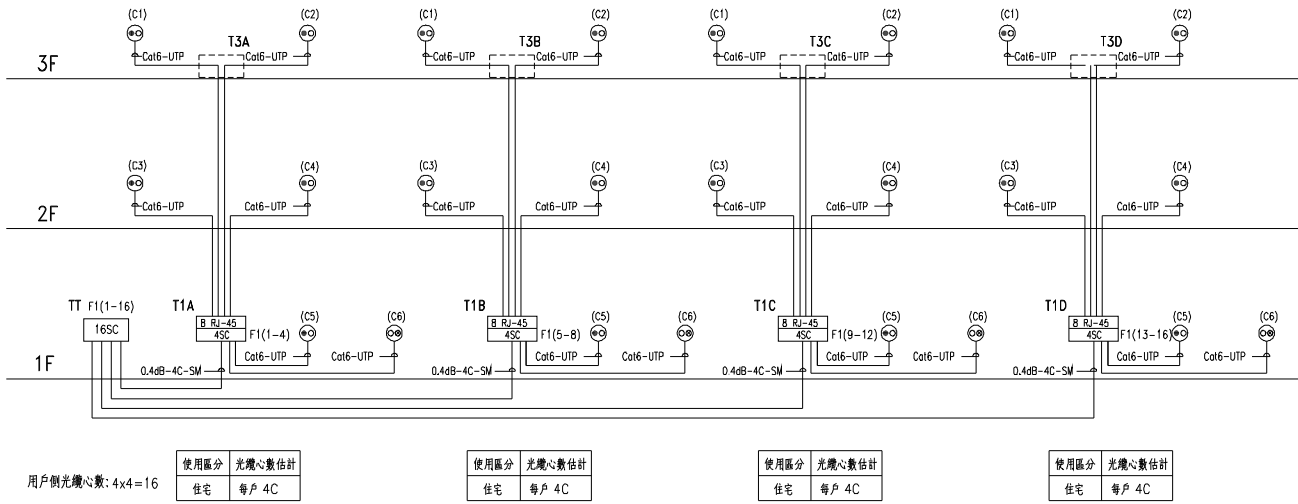 (C1) (C2) (C1) (C2) (C1) (C2) (C1) (C2)
T3A T3B T3C T3D
Cat6-UTP Cat6-UTP Cat6-UTP Cat6-UTP Cat6-UTP Cat6-UTP Cat6-UTP Cat6-UTP
3F
(C3) (C4) (C3) (C4) (C3) (C4) (C3) (C4)
Cat6-UTP Cat6-UTP Cat6-UTP Cat6-UTP Cat6-UTP Cat6-UTP Cat6-UTP Cat6-UTP
2F
TT F1(1-16) T1A T1B T1C T1D
(C5) (C6) (C5) (C6) (C5) (C6) (C5) (C6)
8 RJ-45 8 RJ-45 8 RJ-45 8 RJ-45
16SC 4SC F1(1-4) 4SC F1(5-8) 4SC F1(9-12) 4SC F1(13-16)
Cat6-UTP Cat6-UTP Cat6-UTP Cat6-UTP Cat6-UTP Cat6-UTP Cat6-UTP Cat6-UTP
1F
0.4dB-4C-SM 0.4dB-4C-SM 0.4dB-4C-SM 0.4dB-4C-SM
使用區分 光纜心數估計 使用區分 光纜心數估計 使用區分 光纜心數估計 使用區分 光纜心數估計
用戶側光纜心數:4x4=16
住宅 每戶 4C 住宅 每戶 4C 住宅 每戶 4C 住宅 每戶 4C